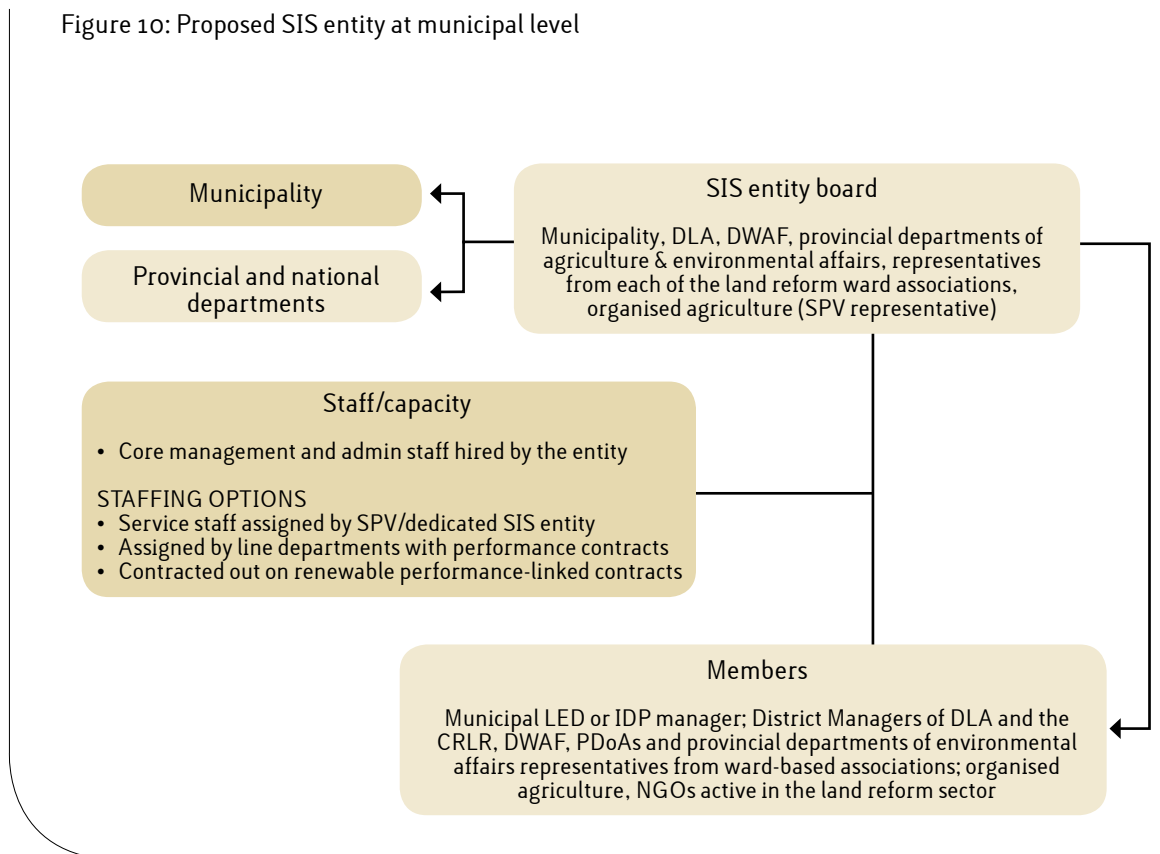 Figure 10: Proposed SIS entity at municipal level
Municipality
Provincial and national
departments
SIS entity board
Municipality, DLA, DWAF, provincial departments of
agriculture & environmental affairs, representatives
from each of the land reform ward associations,
organised agriculture (SPV representative)
Staff/capacity
• Core management and admin staff hired by the entity
STAFFING OPTIONS
• Service staff assigned by SPV/dedicated SIS entity
• Assigned by line departments with performance contracts
• Contracted out on renewable performance-linked contracts
Members
Municipal LED or IDP manager; District Managers of DLA and the
CRLR, DWAF, PDoAs and provincial departments of environmental
affairs representatives from ward-based associations; organised
agriculture, NGOs active in the land reform sector